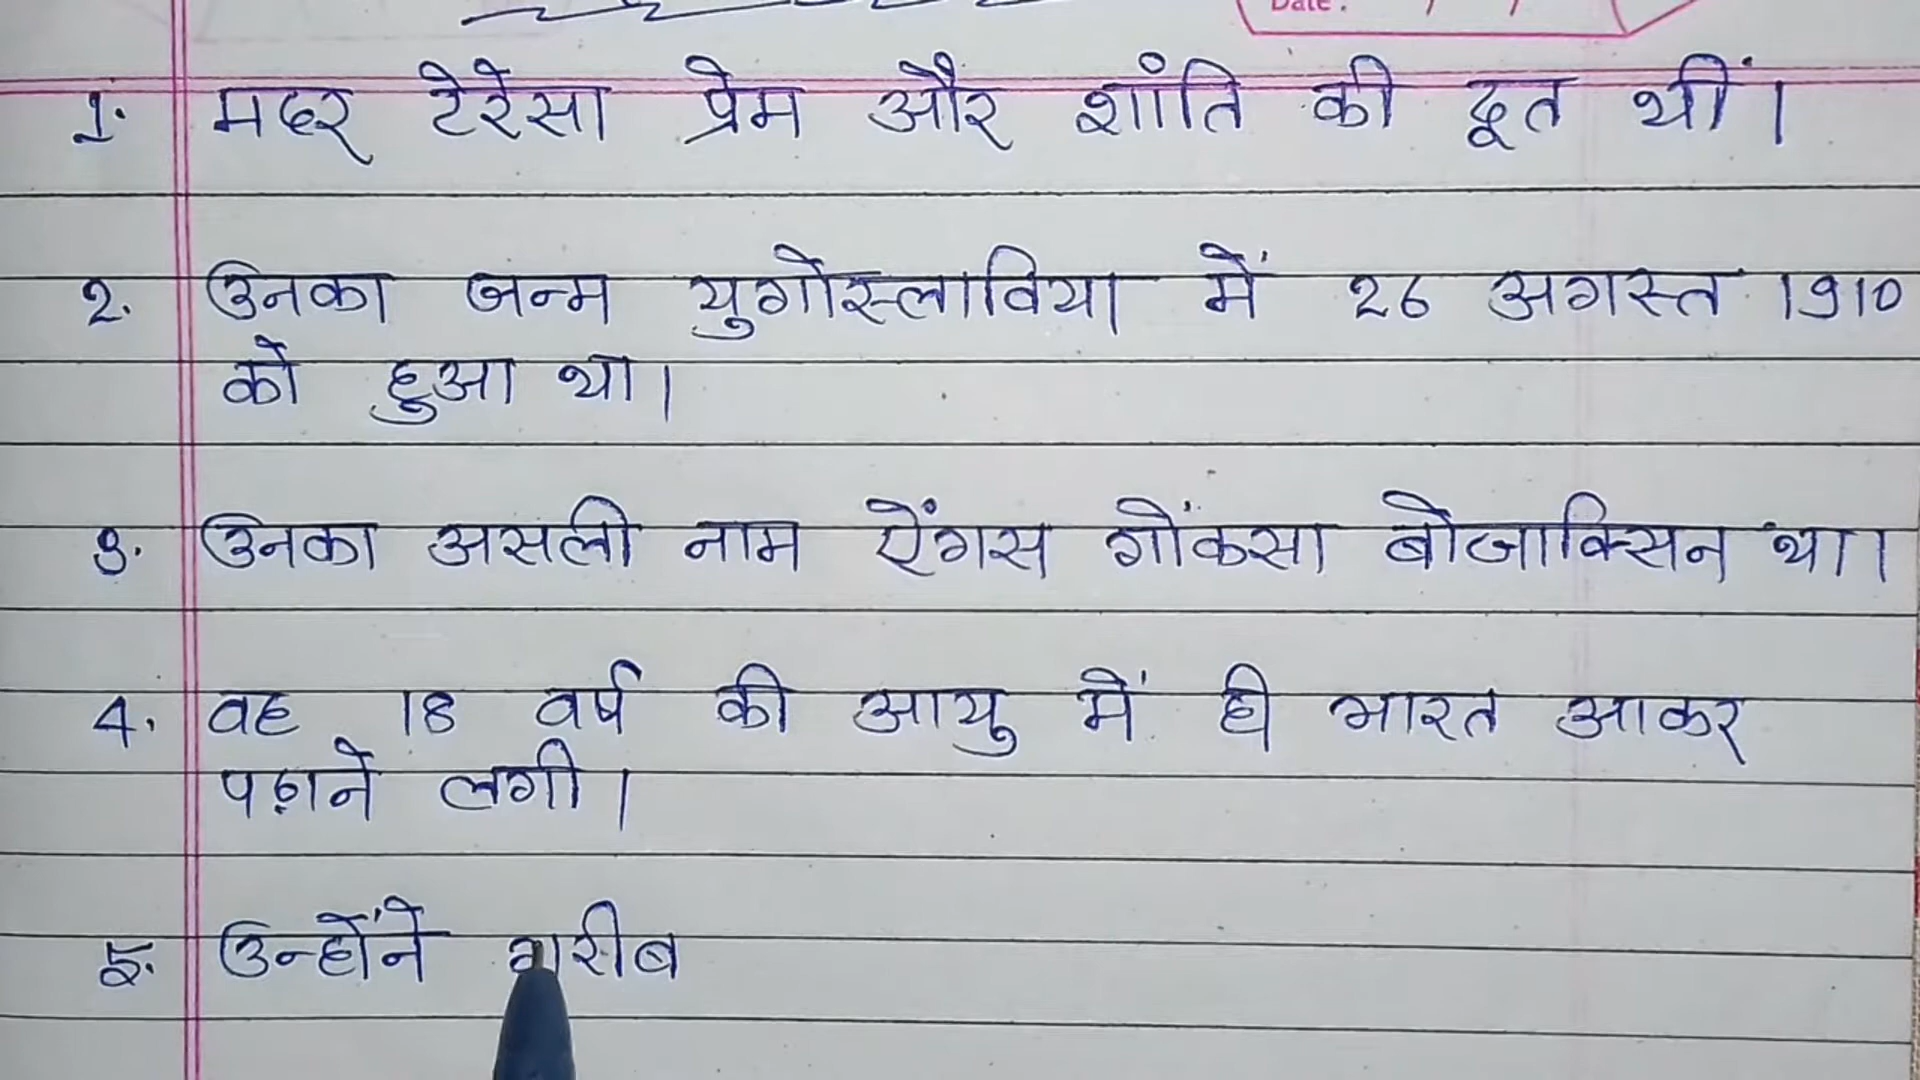 Date :
1. मदर टेरेसा प्रेम और शांति की दूत थीं।
2. उनका जन्म युगोस्लाविया में 26 अगस्त 1910
को हुआ था।
3. उनका असली नाम ऐंगस गोंकसा बोजाक्सिन था।
4. वह 18 वर्ष की आयु में ही भारत आकर
पढ़ाने लगी।
5. उन्होंने गरीब